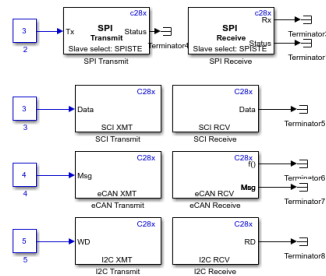 c28x
c28x
3
Tx
SPI
Transmit
Status
Slave select: SPISTE
SPI
Receive
Slave select: SPISTE
Rx
Status
2
SPI Transmit
SPI Receive
Terminator
C28x
C28x
3
Data
SCI XMT
SCI RCV
Data
3
SCI Transmit
SCI Receive
Terminator5
C28x
C28x
4
Msg
eCAN XMT
eCAN RCV
f()
Msg
4
eCAN Transmit
eCAN Receive
Terminator6
Terminator7
C28x
C28x
5
WD
I2C XMT
I2C RCV
RD
5
I2C Transmit
I2C Receive
Terminator8